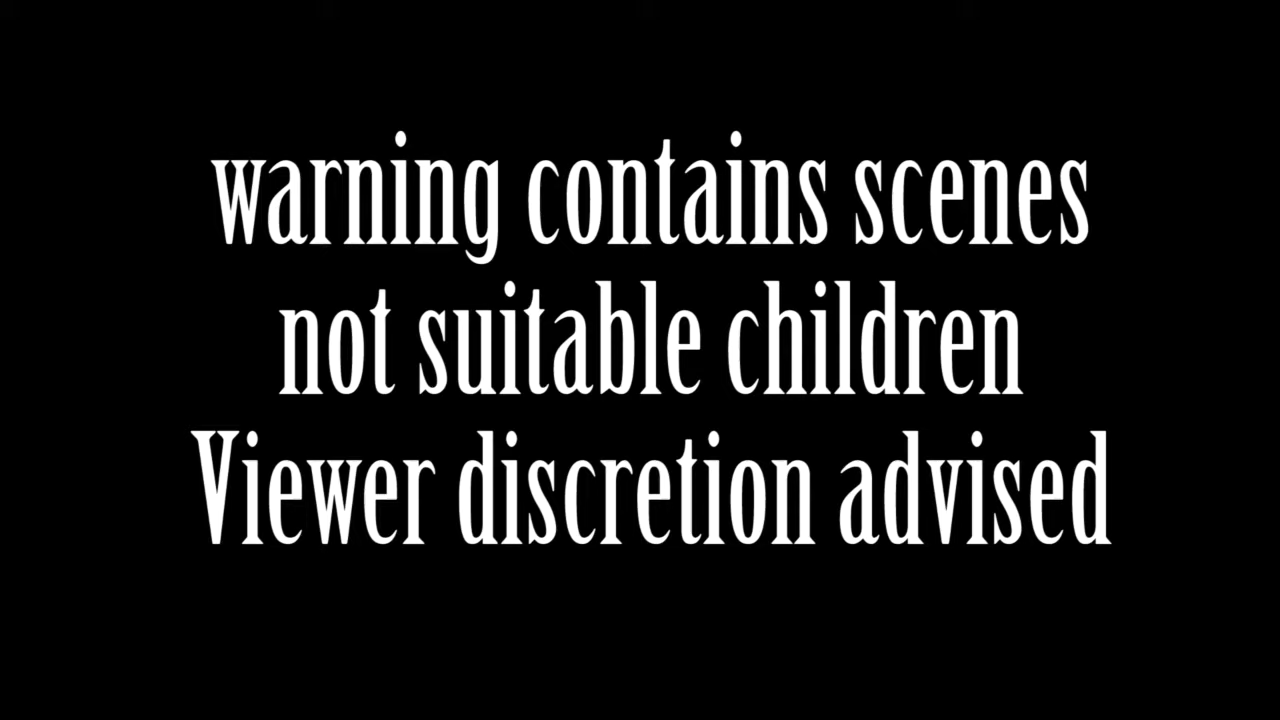 warning contains scenes
not suitable children
Viewer discretion advised